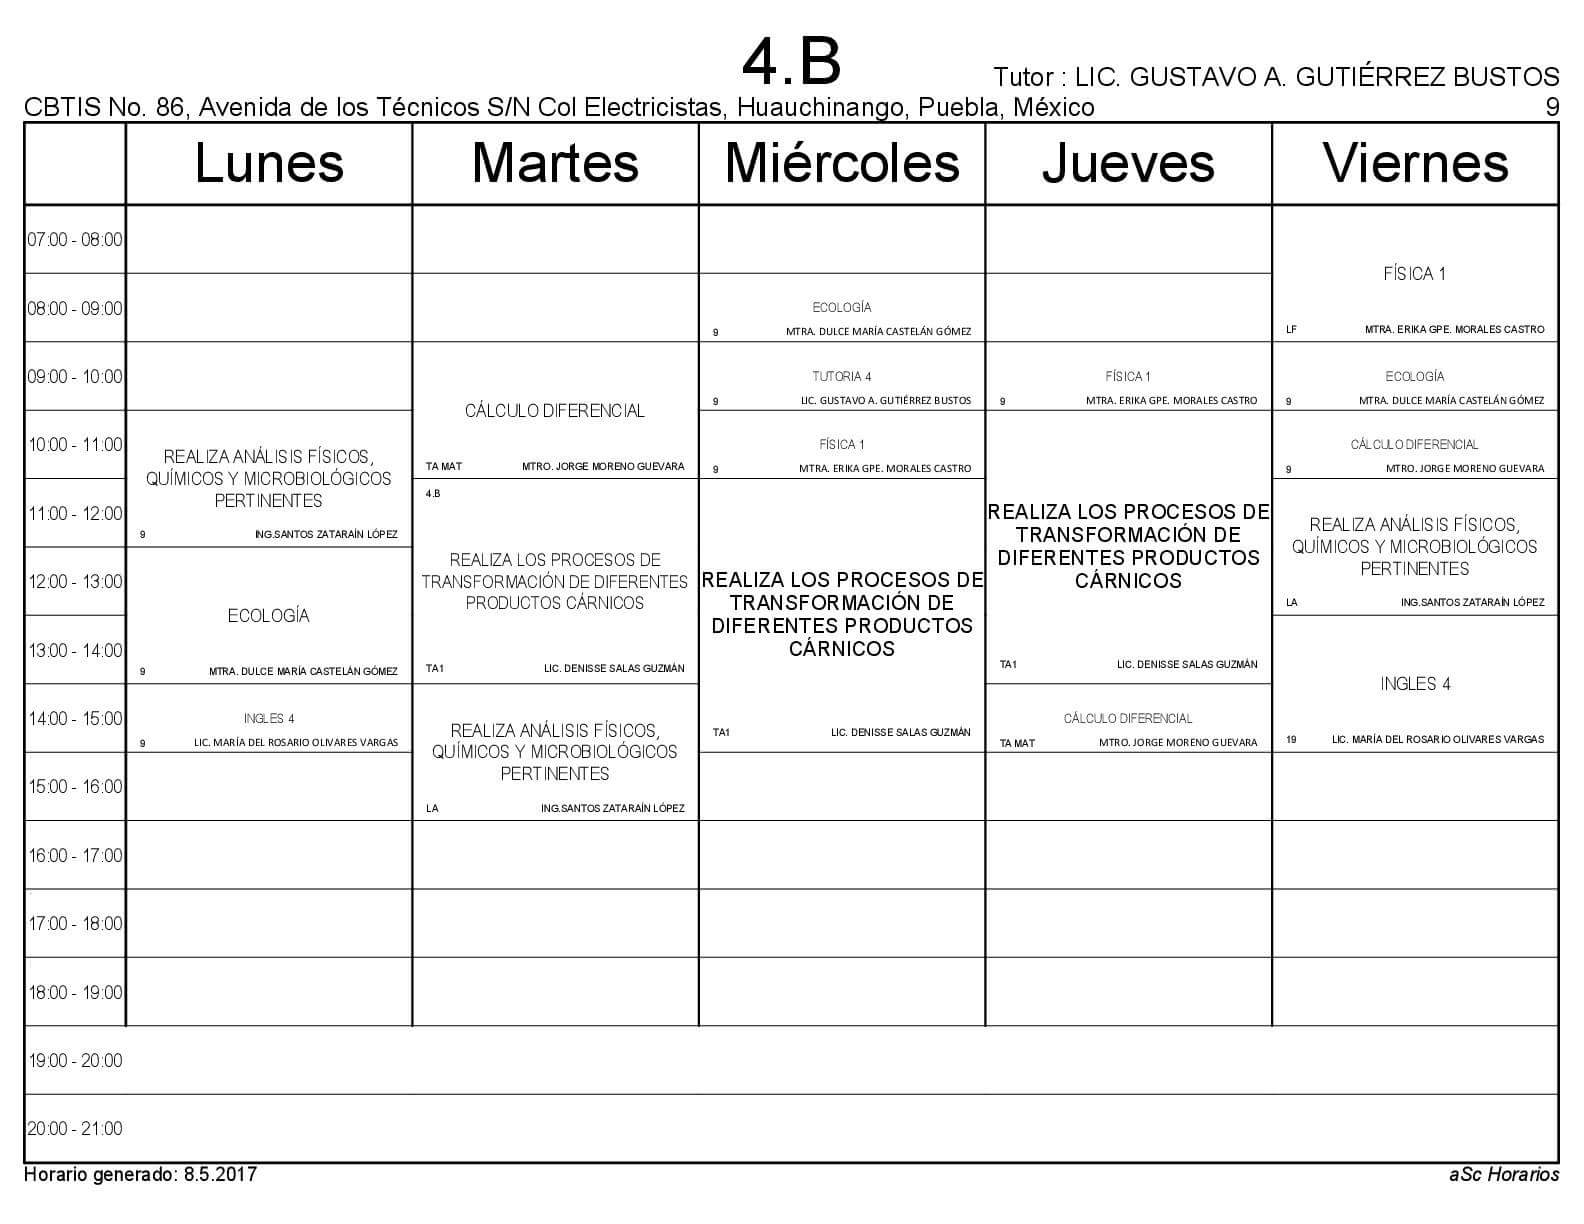 4.B
Tutor : LIC. GUSTAVO A. GUTIÉRREZ BUSTOS
CBTIS No. 86, Avenida de los Técnicos S/N Col Electricistas, Huauchinango, Puebla, México
9
Lunes
Martes
Miércoles
Jueves
Viernes
07:00 - 08:00
FÍSICA 1
LF
MTRA. ERIKA GPE. MORALES CASTRO
08:00 - 09:00
ECOLOGÍA
9
MTRA. DULCE MARÍA CASTELÁN GÓMEZ
09:00 - 10:00
CÁLCULO DIFERENCIAL
TA MAT
MTRO. JORGE MORENO GUEVARA
TUTORIA 4
9
LIC. GUSTAVO A. GUTIÉRREZ BUSTOS
FÍSICA 1
9
MTRA. ERIKA GPE. MORALES CASTRO
ECOLOGÍA
9
MTRA. DULCE MARÍA CASTELÁN GÓMEZ
10:00 - 11:00
REALIZA ANÁLISIS FÍSICOS,
QUÍMICOS Y MICROBIOLÓGICOS
PERTINENTES
9
ING.SANTOS ZATARAÍN LÓPEZ
FÍSICA 1
9
MTRA. ERIKA GPE. MORALES CASTRO
REALIZA LOS PROCESOS DE
TRANSFORMACIÓN DE
DIFERENTES PRODUCTOS
CÁRNICOS
TA1
LIC. DENISSE SALAS GUZMÁN
CÁLCULO DIFERENCIAL
9
MTRO. JORGE MORENO GUEVARA
11:00 - 12:00
4.B
REALIZA LOS PROCESOS DE
TRANSFORMACIÓN DE DIFERENTES
PRODUCTOS CÁRNICOS
TA1
LIC. DENISSE SALAS GUZMÁN
REALIZA LOS PROCESOS DE
TRANSFORMACIÓN DE
DIFERENTES PRODUCTOS
CÁRNICOS
TA1
LIC. DENISSE SALAS GUZMÁN
REALIZA ANÁLISIS FÍSICOS,
QUÍMICOS Y MICROBIOLÓGICOS
PERTINENTES
LA
ING.SANTOS ZATARAÍN LÓPEZ
12:00 - 13:00
ECOLOGÍA
9
MTRA. DULCE MARÍA CASTELÁN GÓMEZ
13:00 - 14:00
INGLES 4
19
LIC. MARÍA DEL ROSARIO OLIVARES VARGAS
14:00 - 15:00
INGLES 4
9
LIC. MARÍA DEL ROSARIO OLIVARES VARGAS
REALIZA ANÁLISIS FÍSICOS,
QUÍMICOS Y MICROBIOLÓGICOS
PERTINENTES
LA
ING.SANTOS ZATARAÍN LÓPEZ
CÁLCULO DIFERENCIAL
TA MAT
MTRO. JORGE MORENO GUEVARA
15:00 - 16:00
16:00 - 17:00
17:00 - 18:00
18:00 - 19:00
19:00 - 20:00
20:00 - 21:00
Horario generado: 8.5.2017
aSc Horarios